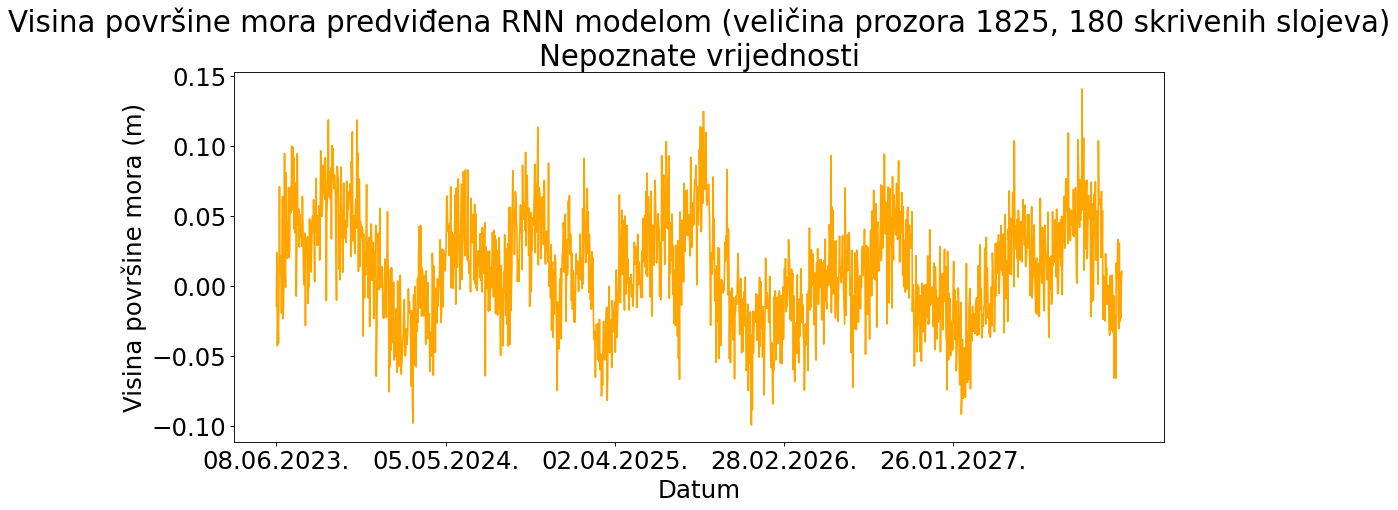 Visina površine mora predviđena RNN modelom (veličina prozora 1825, 180 skrivenih slojeva)
Nepoznate vrijednosti
Visina površine mora (m)
0.15
0.10
0.05
0.00
−0.05
−0.10
08.06.2023. 05.05.2024. 02.04.2025. 28.02.2026. 26.01.2027.
Datum